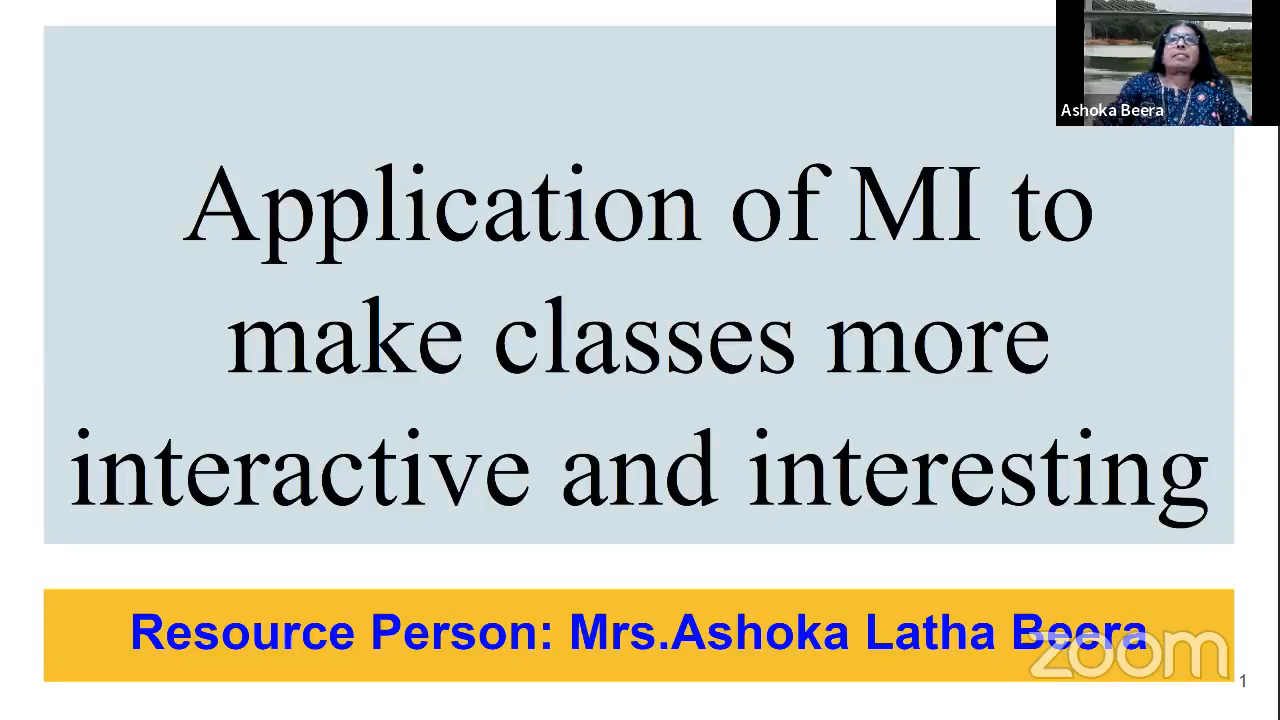 Ashoka Beera
Application of MI to
make classes more
interactive and interesting
Resource Person: Mrs.Ashoka Latha Beera
zoom
1